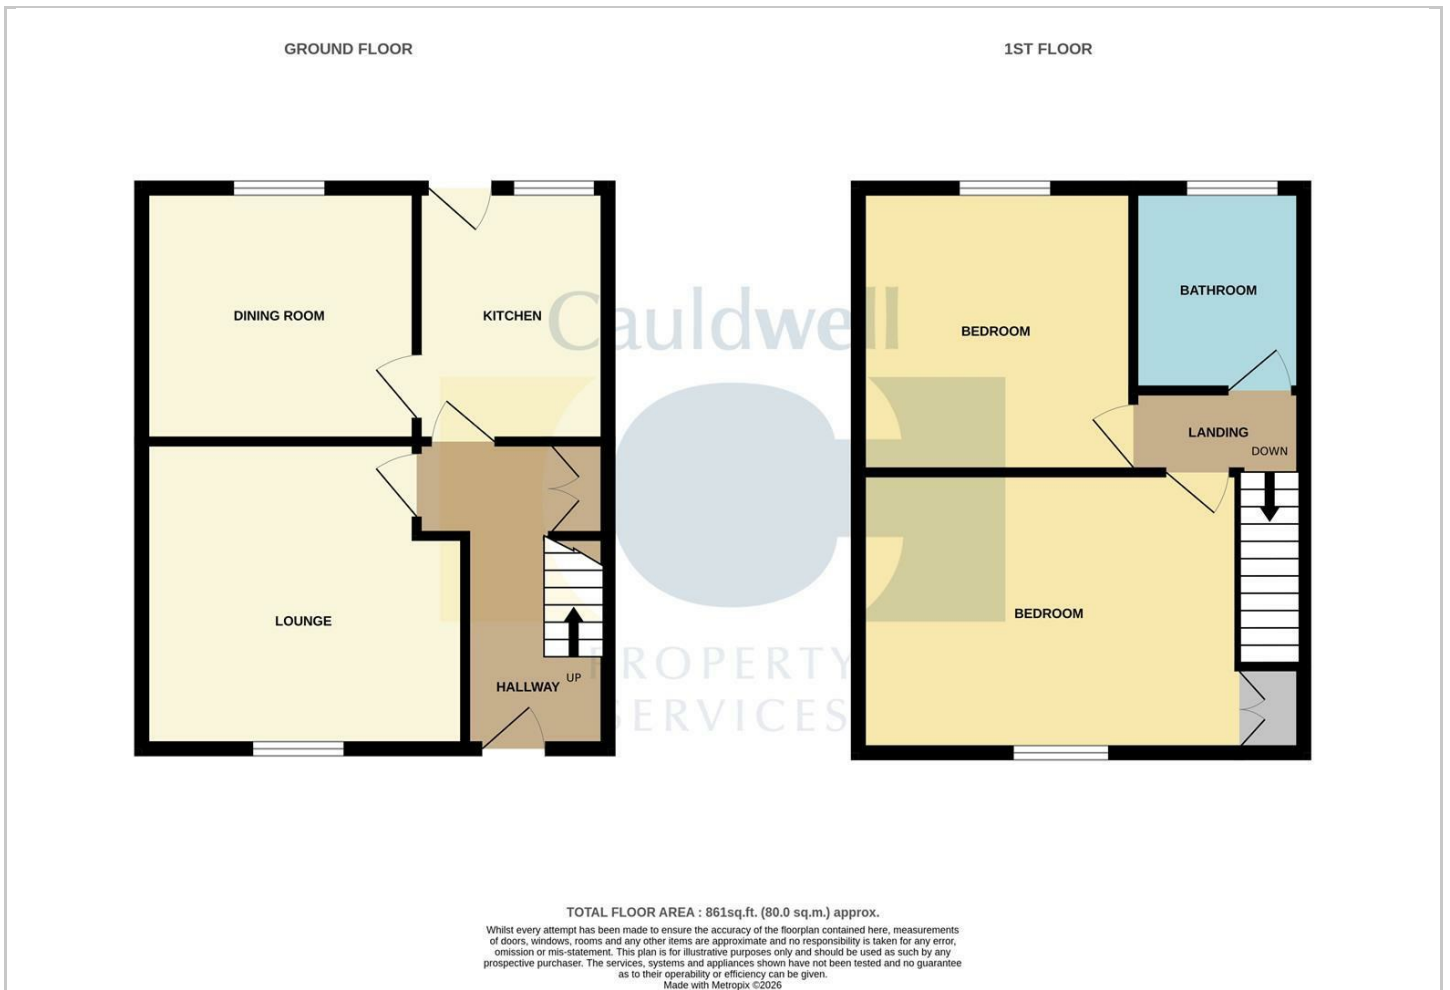 GROUND FLOOR
1ST FLOOR
DINING ROOM
KITCHEN
LOUNGE
HALLWAY
UP
BEDROOM
BATHROOM
LANDING
DOWN
BEDROOM
Cauldwell
PROPERTY
SERVICES
TOTAL FLOOR AREA : 861sq.ft. (80.0 sq.m.) approx.
Whilst every attempt has been made to ensure the accuracy of the floorplan contained here, measurements
of doors, windows, rooms and any other items are approximate and no responsibility is taken for any error,
omission or mis-statement. This plan is for illustrative purposes only and should be used as such by any
prospective purchaser. The services, systems and appliances shown have not been tested and no guarantee
as to their operability or efficiency can be given.
Made with Metropix ©2026